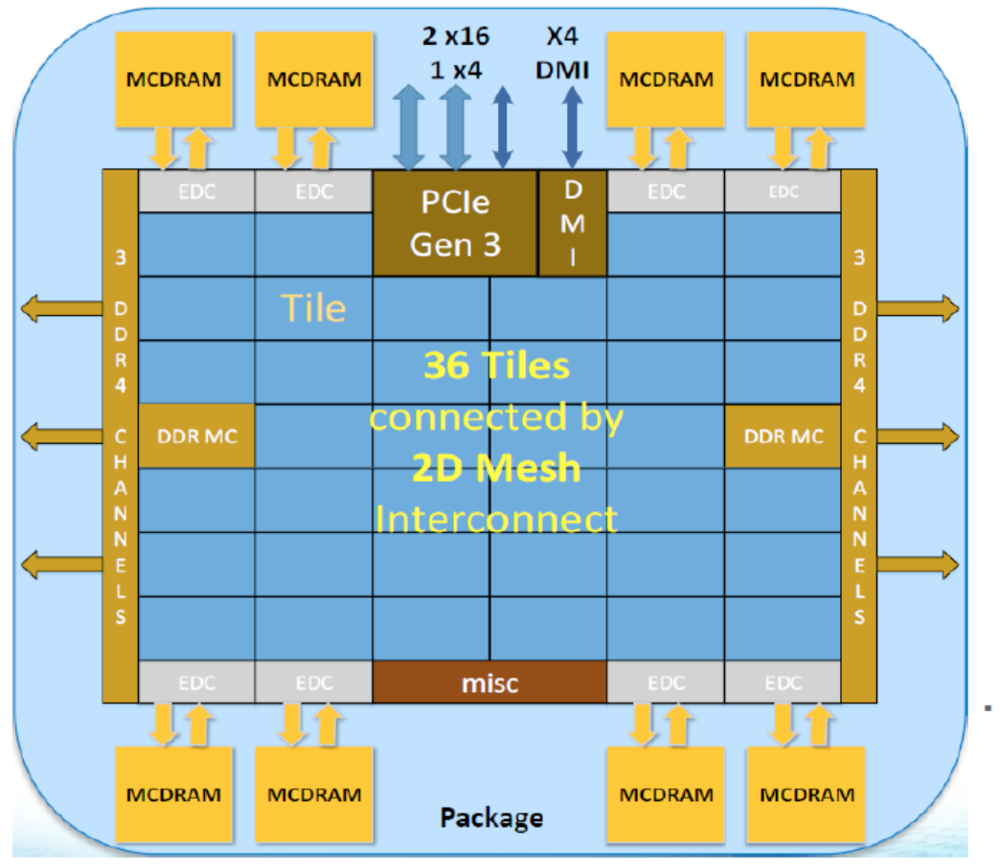 2 x16
1 x4
X4
DMI
MCDRAM
MCDRAM
MCDRAM
MCDRAM
EDC
EDC
PCIe
Gen 3
DMI
EDC
EDC
3 DDR4 CHANNELS
3 DDR4 CHANNELS
Tile
36 Tiles
connected by
2D Mesh
Interconnect
DDR MC
DDR MC
EDC
EDC
misc
EDC
EDC
MCDRAM
MCDRAM
MCDRAM
MCDRAM
Package